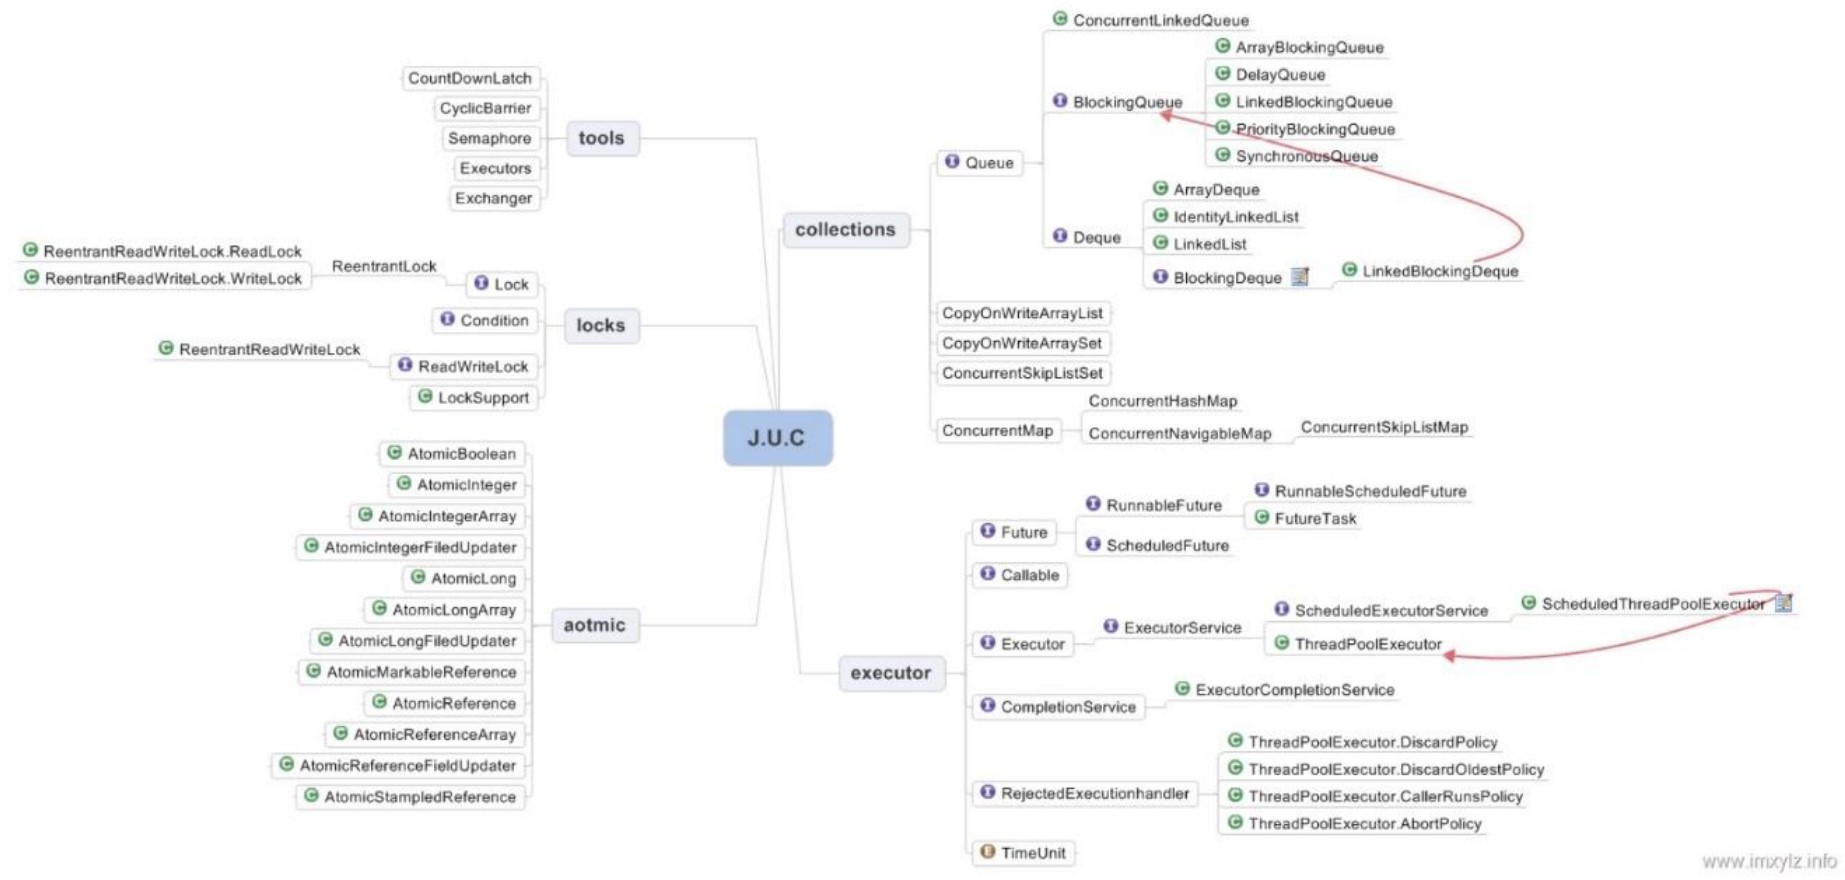 J.U.C
tools
CountDownLatch
CyclicBarrier
Semaphore
Executors
Exchanger
locks
Lock
ReentrantLock
ReentrantReadWriteLock.ReadLock
ReentrantReadWriteLock.WriteLock
Condition
ReadWriteLock
ReentrantReadWriteLock
LockSupport
aotmic
AtomicBoolean
AtomicInteger
AtomicIntegerArray
AtomicIntegerFiledUpdater
AtomicLong
AtomicLongArray
AtomicLongFiledUpdater
AtomicMarkableReference
AtomicReference
AtomicReferenceArray
AtomicReferenceFieldUpdater
AtomicStampedReference
collections
Queue
ConcurrentLinkedQueue
BlockingQueue
ArrayBlockingQueue
DelayQueue
LinkedBlockingQueue
PriorityBlockingQueue
SynchronousQueue
Deque
ArrayDeque
IdentityLinkedList
LinkedList
BlockingDeque
LinkedBlockingDeque
CopyOnWriteArrayList
CopyOnWriteArraySet
ConcurrentSkipListSet
ConcurrentMap
ConcurrentHashMap
ConcurrentNavigableMap
ConcurrentSkipListMap
executor
Future
RunnableFuture
RunnableScheduledFuture
FutureTask
ScheduledFuture
Callable
Executor
ExecutorService
ScheduledExecutorService
ScheduledThreadPoolExecutor
ThreadPoolExecutor
CompletionService
ExecutorCompletionService
RejectedExecutionhandler
ThreadPoolExecutor.DiscardPolicy
ThreadPoolExecutor.DiscardOldestPolicy
ThreadPoolExecutor.CallerRunsPolicy
ThreadPoolExecutor.AbortPolicy
TimeUnit
www.imxylz.info